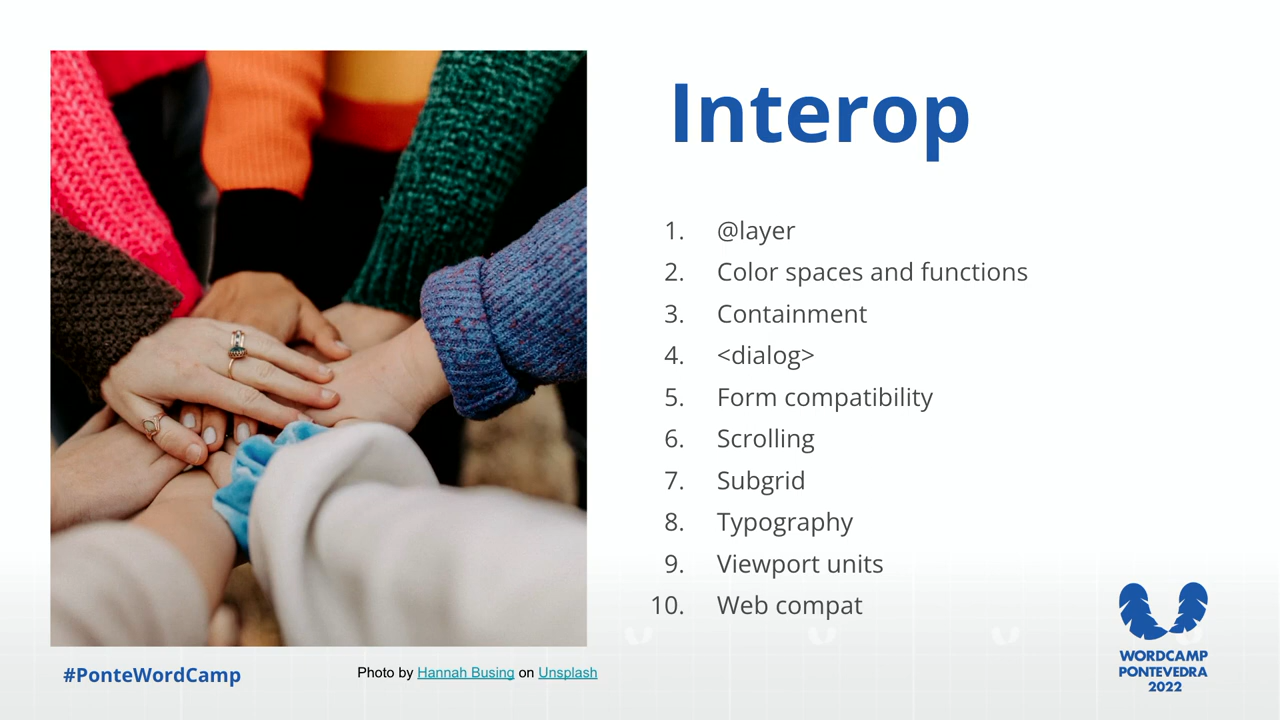 Interop
1. @layer
2. Color spaces and functions
3. Containment
4. <dialog>
5. Form compatibility
6. Scrolling
7. Subgrid
8. Typography
9. Viewport units
10. Web compat
#PonteWordCamp
Photo by Hannah Busing on Unsplash
WORDCAMP
PONTEVEDRA
2022